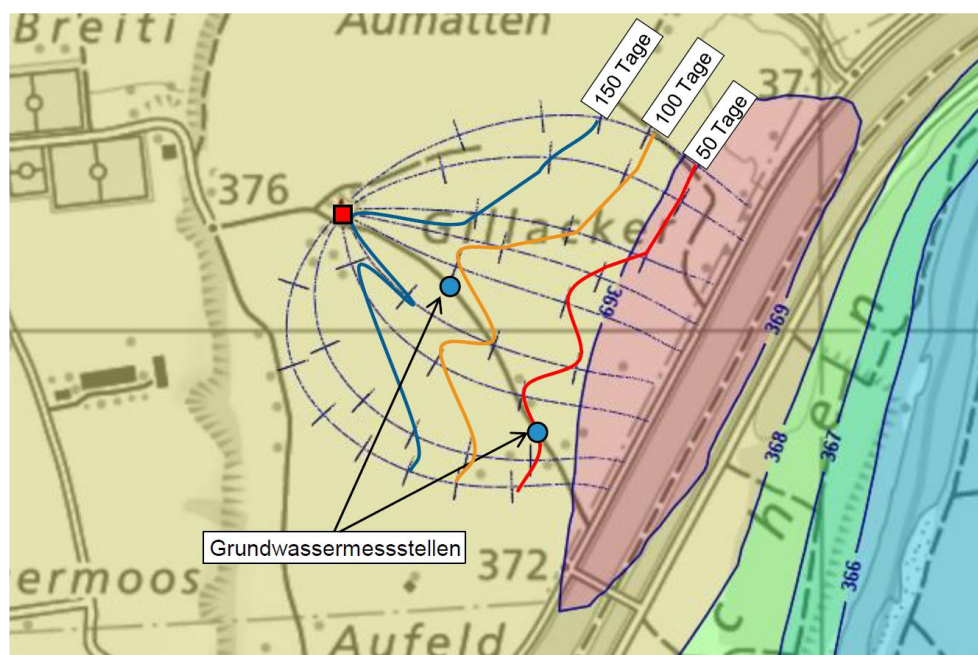 Breiti
Aumatten
150 Tage
100 Tage
50 Tage
371
376
Gillacker
369
369
368
367
366
Grundwassermessstellen
372
ermoos
Aufeld